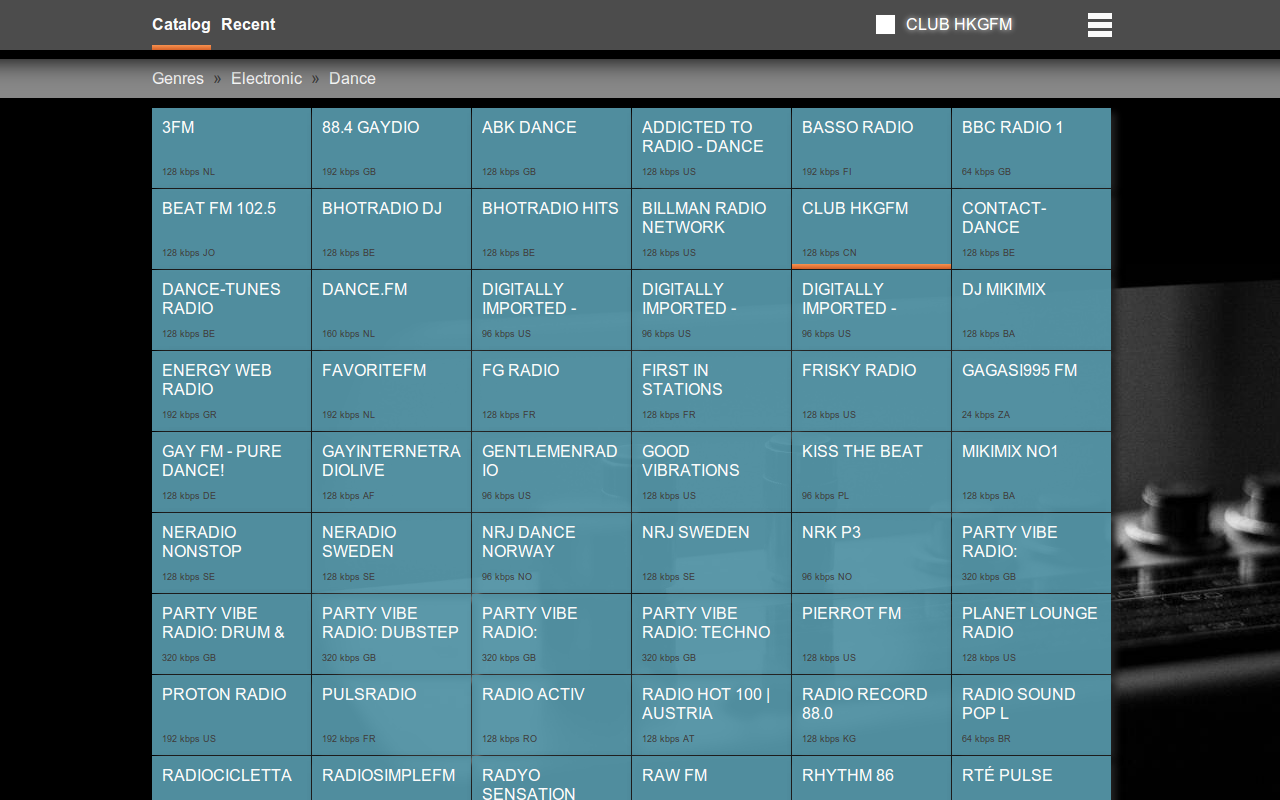 Catalog Recent CLUB HKGFM
Genres » Electronic » Dance
3FM
128 kbps NL
88.4 GAYDIO
192 kbps GB
ABK DANCE
128 kbps GB
ADDICTED TO
RADIO - DANCE
128 kbps US
BASSO RADIO
192 kbps FI
BBC RADIO 1
64 kbps GB
BEAT FM 102.5
128 kbps JO
BHOTRADIO DJ
128 kbps BE
BHOTRADIO HITS
128 kbps BE
BILLMAN RADIO
NETWORK
128 kbps US
CLUB HKGFM
128 kbps CN
CONTACT-
DANCE
128 kbps BE
DANCE-TUNES
RADIO
128 kbps BE
DANCE.FM
160 kbps NL
DIGITALLY
IMPORTED -
96 kbps US
DIGITALLY
IMPORTED -
96 kbps US
DIGITALLY
IMPORTED -
96 kbps US
DJ MIKIMIX
128 kbps BA
ENERGY WEB
RADIO
192 kbps GR
FAVORITEFM
192 kbps NL
FG RADIO
128 kbps FR
FIRST IN
STATIONS
128 kbps FR
FRISKY RADIO
128 kbps US
GAGASI995 FM
24 kbps ZA
GAY FM - PURE
DANCE!
128 kbps DE
GAYINTERNETRA
DIOLIVE
128 kbps AF
GENTLEMENRAD
IO
96 kbps US
GOOD
VIBRATIONS
128 kbps US
KISS THE BEAT
96 kbps PL
MIKIMIX NO1
128 kbps BA
NERADIO
NONSTOP
128 kbps SE
NERADIO
SWEDEN
128 kbps SE
NRJ DANCE
NORWAY
96 kbps NO
NRJ SWEDEN
128 kbps SE
NRK P3
96 kbps NO
PARTY VIBE
RADIO:
320 kbps GB
PARTY VIBE
RADIO: DRUM &
320 kbps GB
PARTY VIBE
RADIO: DUBSTEP
320 kbps GB
PARTY VIBE
RADIO:
320 kbps GB
PARTY VIBE
RADIO: TECHNO
320 kbps GB
PIERROT FM
128 kbps US
PLANET LOUNGE
RADIO
128 kbps US
PROTON RADIO
192 kbps US
PULSRADIO
192 kbps FR
RADIO ACTIV
128 kbps RO
RADIO HOT 100 |
AUSTRIA
128 kbps AT
RADIO RECORD
88.0
128 kbps KG
RADIO SOUND
POP L
64 kbps BR
RADIOCICLETTA
RADIOSIMPLEFM
RADYO
SENSATION
RAW FM
RHYTHM 86
RTÉ PULSE